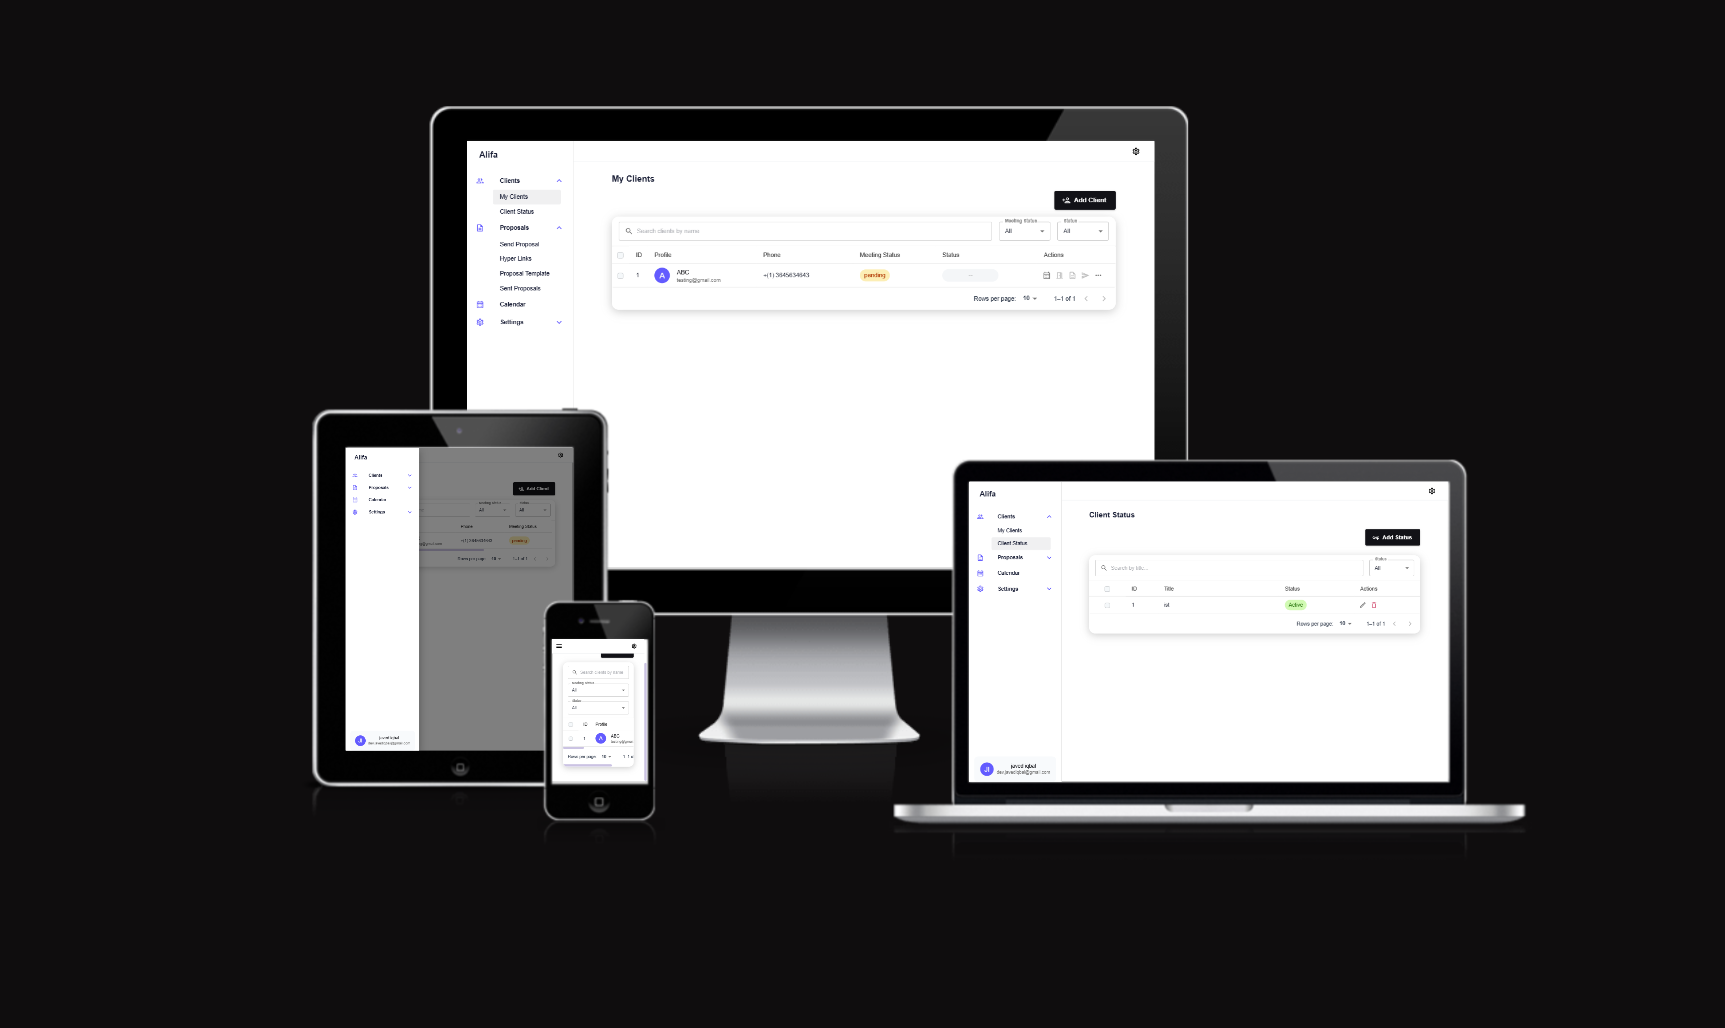 Alifa
Clients
My Clients
Client Status
Proposals
Send Proposal
Hyper Links
Proposal Template
Sent Proposals
Calendar
Settings
My Clients
Add Client
Search clients by name
Meeting Status
All
Status
All
ID Profile Phone Meeting Status Status Actions
1 A ABC +(1) 3845634643 pending --
testing@gmail.com
Rows per page: 10 1–1 of 1
Alifa
Clients
Proposals
Calendar
Settings
Add Client
Meeting Status
All
Status
All
Phone Meeting Status
pending
Rows per page: 10 1–1 of 1
JI javed iqbal
dev.javediqbal@gmail.com
Search clients by name
Meeting Status
All
Status
All
ID Profile
1 A ABC
testing@gmail
Rows per page: 10 1–1 o
Alifa
Clients
My Clients
Client Status
Proposals
Calendar
Settings
JI javed iqbal
dev.javediqbal@gmail.com
Client Status
Add Status
Search by title...
Status
All
ID Title Status Actions
1 Active
Rows per page: 10 1–1 of 1